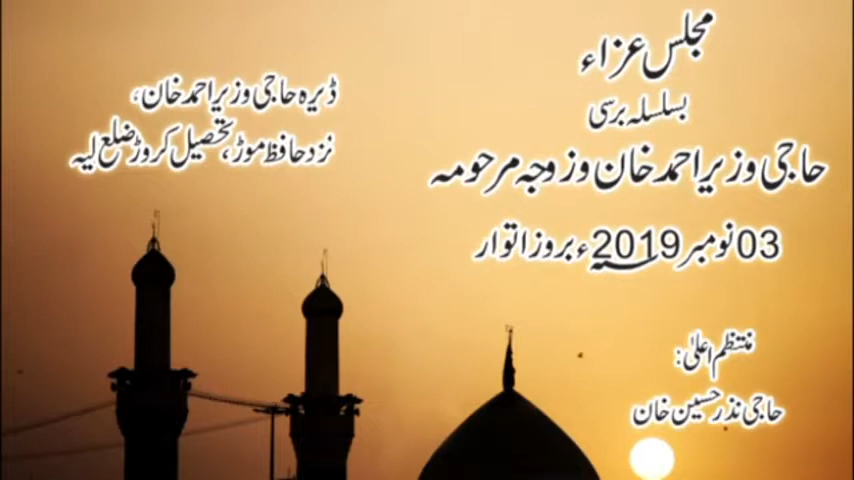 مجلس عزاء
بسلسلہ برسی
حاجی وزیر احمد خان و زوجہ مرحومہ
03 نومبر 2019؁ء بروز اتوار
ڈیرہ حاجی وزیر احمد خان،
نزد حافظ موڑ، تحصیل کروڑ ضلع لیہ
منتظم اعلیٰ:
حاجی نذر حسین خان